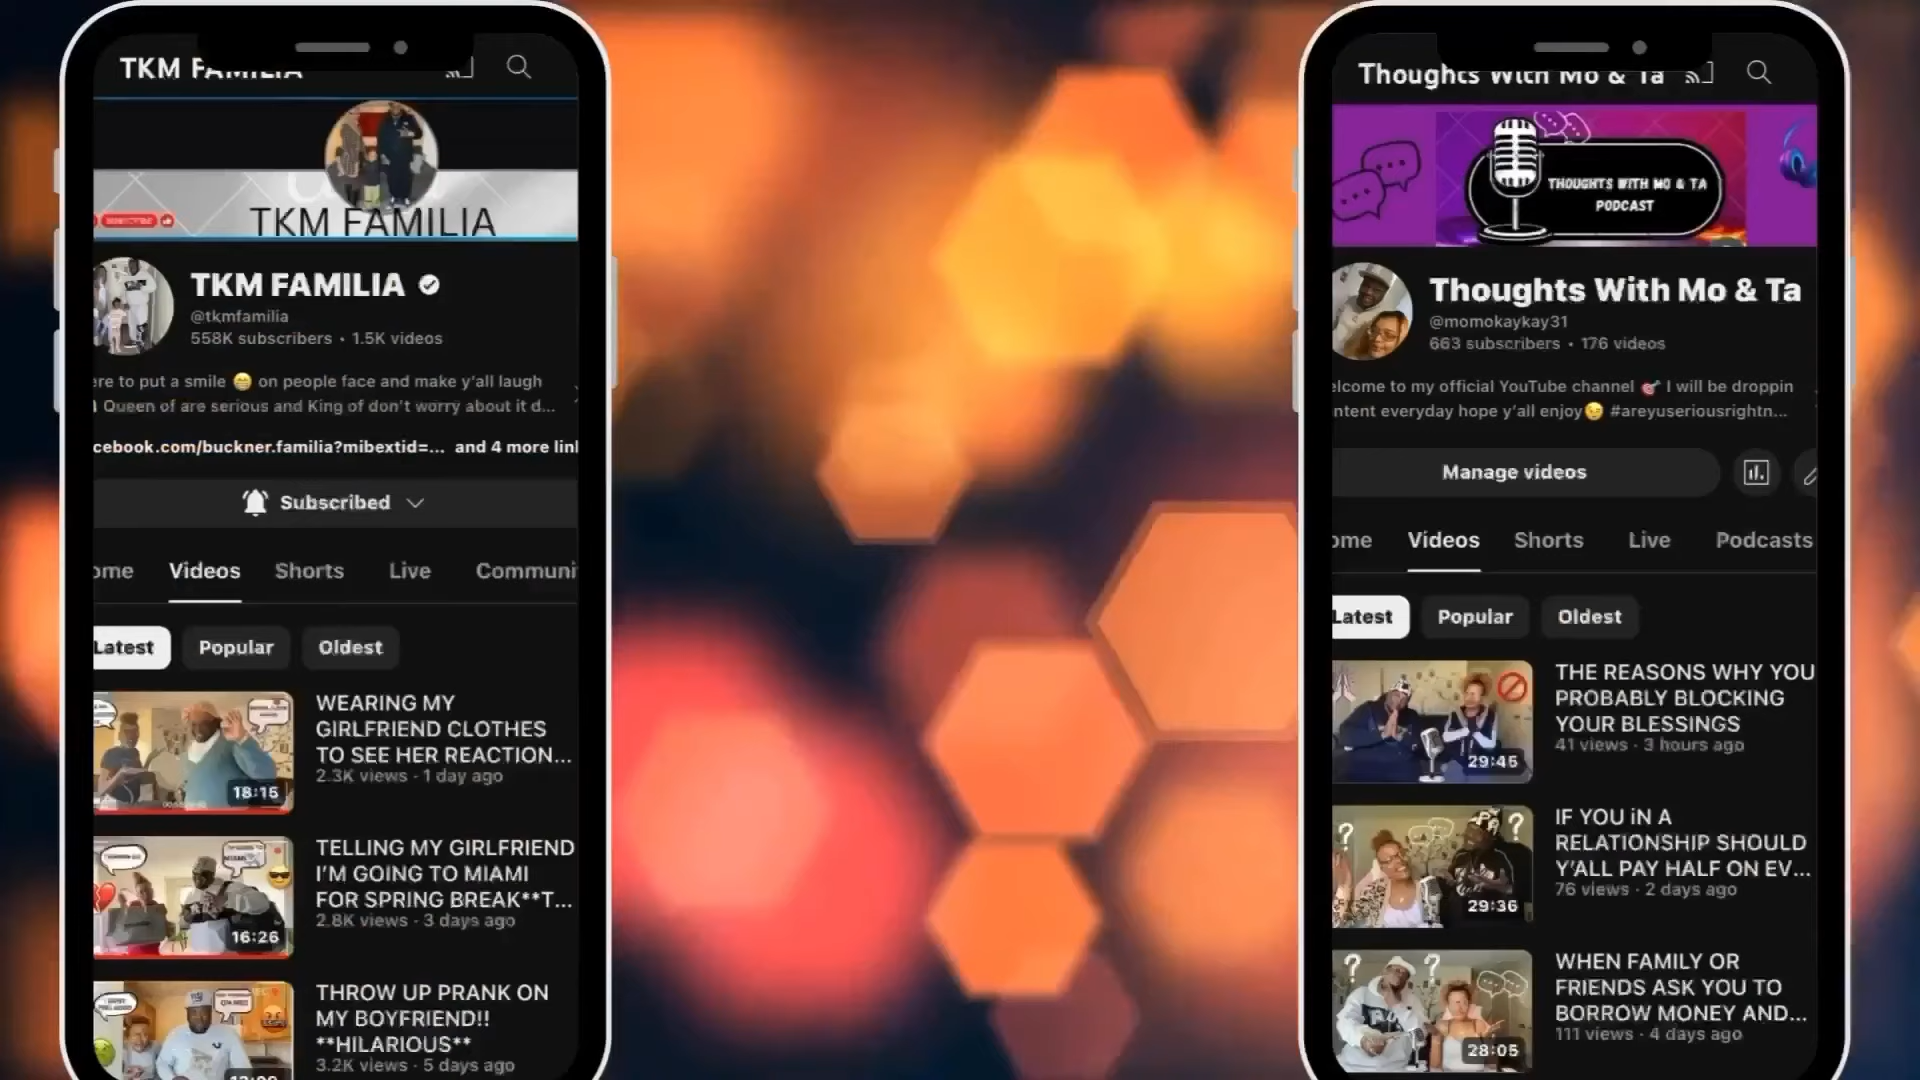 TKM FAMILIA
TKM FAMILIA
TKM FAMILIA
@tkmfamilia
558K subscribers • 1.5K videos
ere to put a smile 😁 on people face and make y'all laugh
Queen of are serious and King of don't worry about it d...
cebook.com/buckner.familia?mibextid=... and 4 more lin
Subscribed
ome Videos Shorts Live Communi
Latest Popular Oldest
18:15
WEARING MY
GIRLFRIEND CLOTHES
TO SEE HER REACTION...
2.3K views · 1 day ago
16:26
TELLING MY GIRLFRIEND
I'M GOING TO MIAMI
FOR SPRING BREAK**T...
2.8K views · 3 days ago
THROW UP PRANK ON
MY BOYFRIEND!!
**HILARIOUS**
3.2K views · 5 days ago
Thoughts With Mo & Ta
THOUGHTS WITH MO & TA
PODCAST
Thoughts With Mo & Ta
@momokaykay31
663 subscribers • 176 videos
elcome to my official YouTube channel 🎯 I will be droppin
ntent everyday hope y'all enjoy😉 #areyuseriousrightn...
Manage videos
ome Videos Shorts Live Podcasts
Latest Popular Oldest
29:45
THE REASONS WHY YOU
PROBABLY BLOCKING
YOUR BLESSINGS
41 views · 3 hours ago
29:36
IF YOU iN A
RELATIONSHIP SHOULD
Y'ALL PAY HALF ON EV...
76 views · 2 days ago
28:05
WHEN FAMILY OR
FRIENDS ASK YOU TO
BORROW MONEY AND...
111 views · 4 days ago